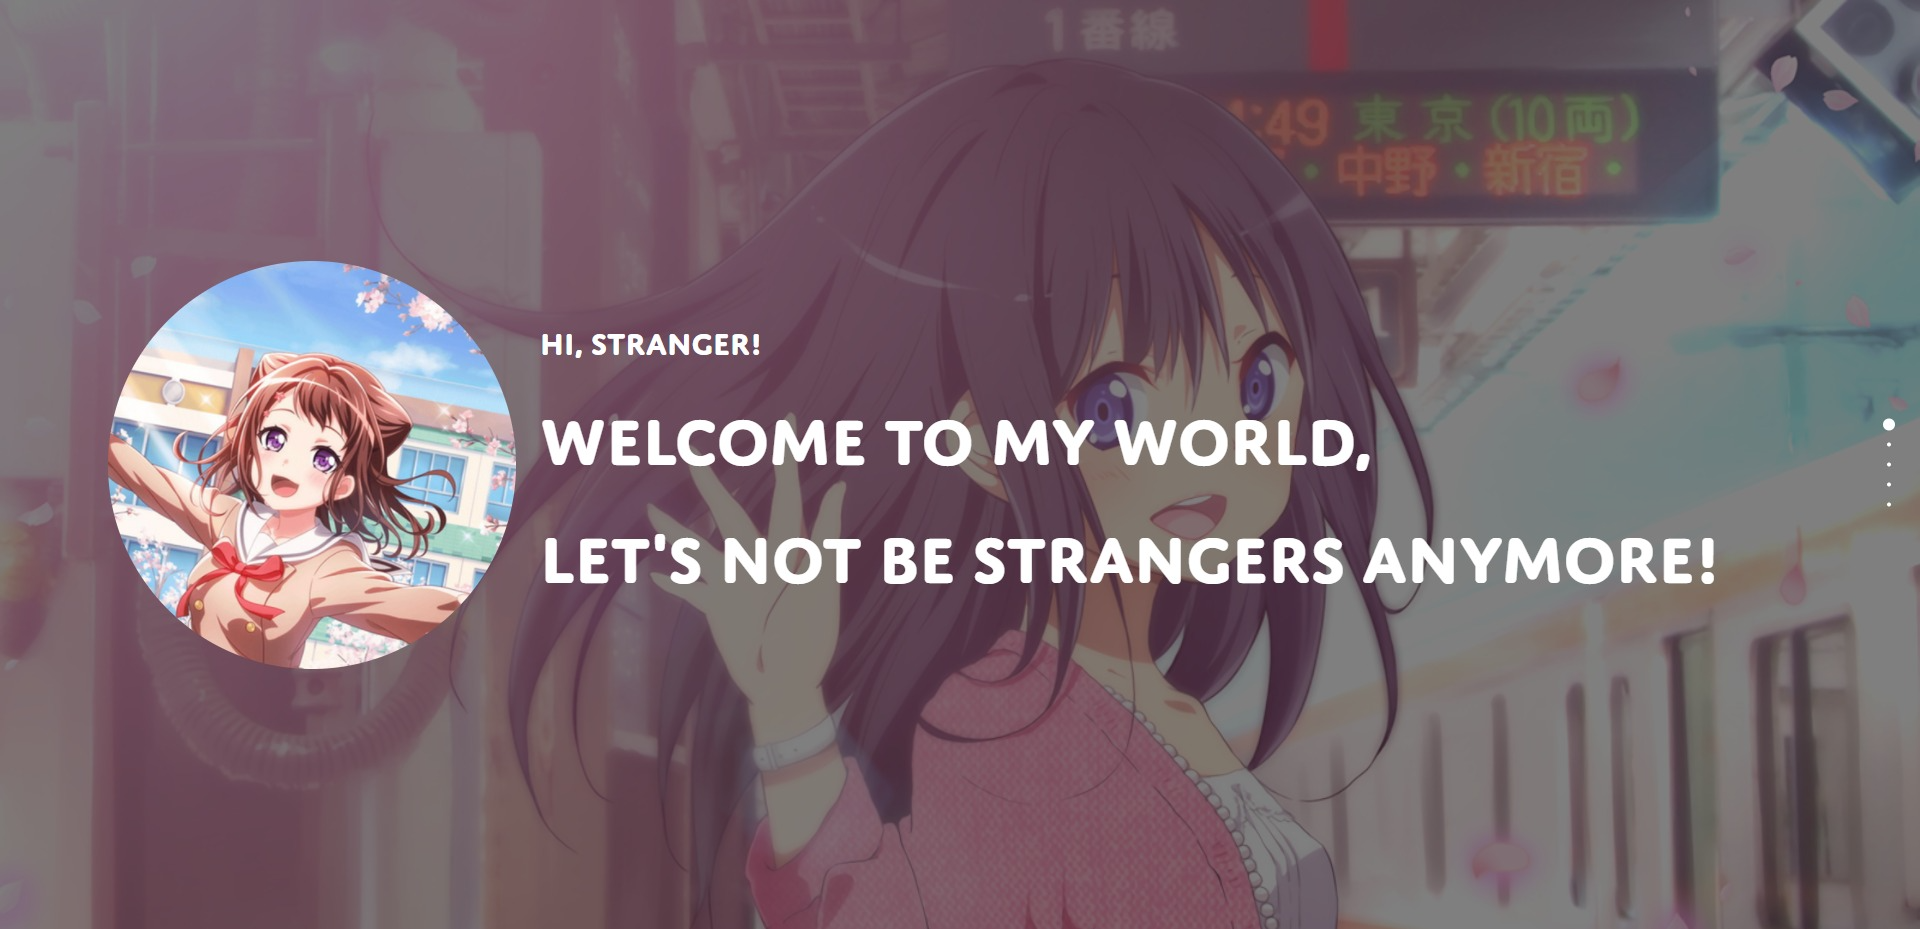 1番線
:49 東京(10両)
・中野・新宿・
HI, STRANGER!
WELCOME TO MY WORLD,
LET'S NOT BE STRANGERS ANYMORE!